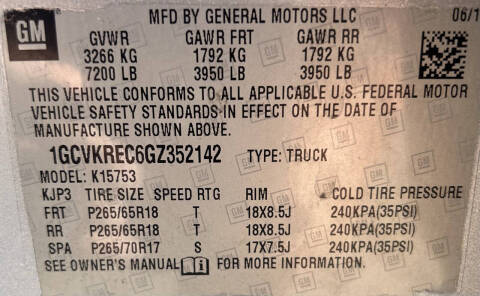 GM MFD BY GENERAL MOTORS LLC 06/1
GVWR GAWR FRT GAWR RR
3266 KG 1792 KG 1792 KG
7200 LB 3950 LB 3950 LB
THIS VEHICLE CONFORMS TO ALL APPLICABLE U.S. FEDERAL MOTOR
VEHICLE SAFETY STANDARDS IN EFFECT ON THE DATE OF
MANUFACTURE SHOWN ABOVE.
1GCVKREC6GZ352142 TYPE: TRUCK
MODEL: K15753
KJP3 TIRE SIZE SPEED RTG RIM COLD TIRE PRESSURE
FRT P265/65R18 T 18X8.5J 240KPA(35PSI)
RR P265/65R18 T 18X8.5J 240KPA(35PSI)
SPA P265/70R17 S 17X7.5J 240KPA(35PSI)
SEE OWNER'S MANUAL i FOR MORE INFORMATION.